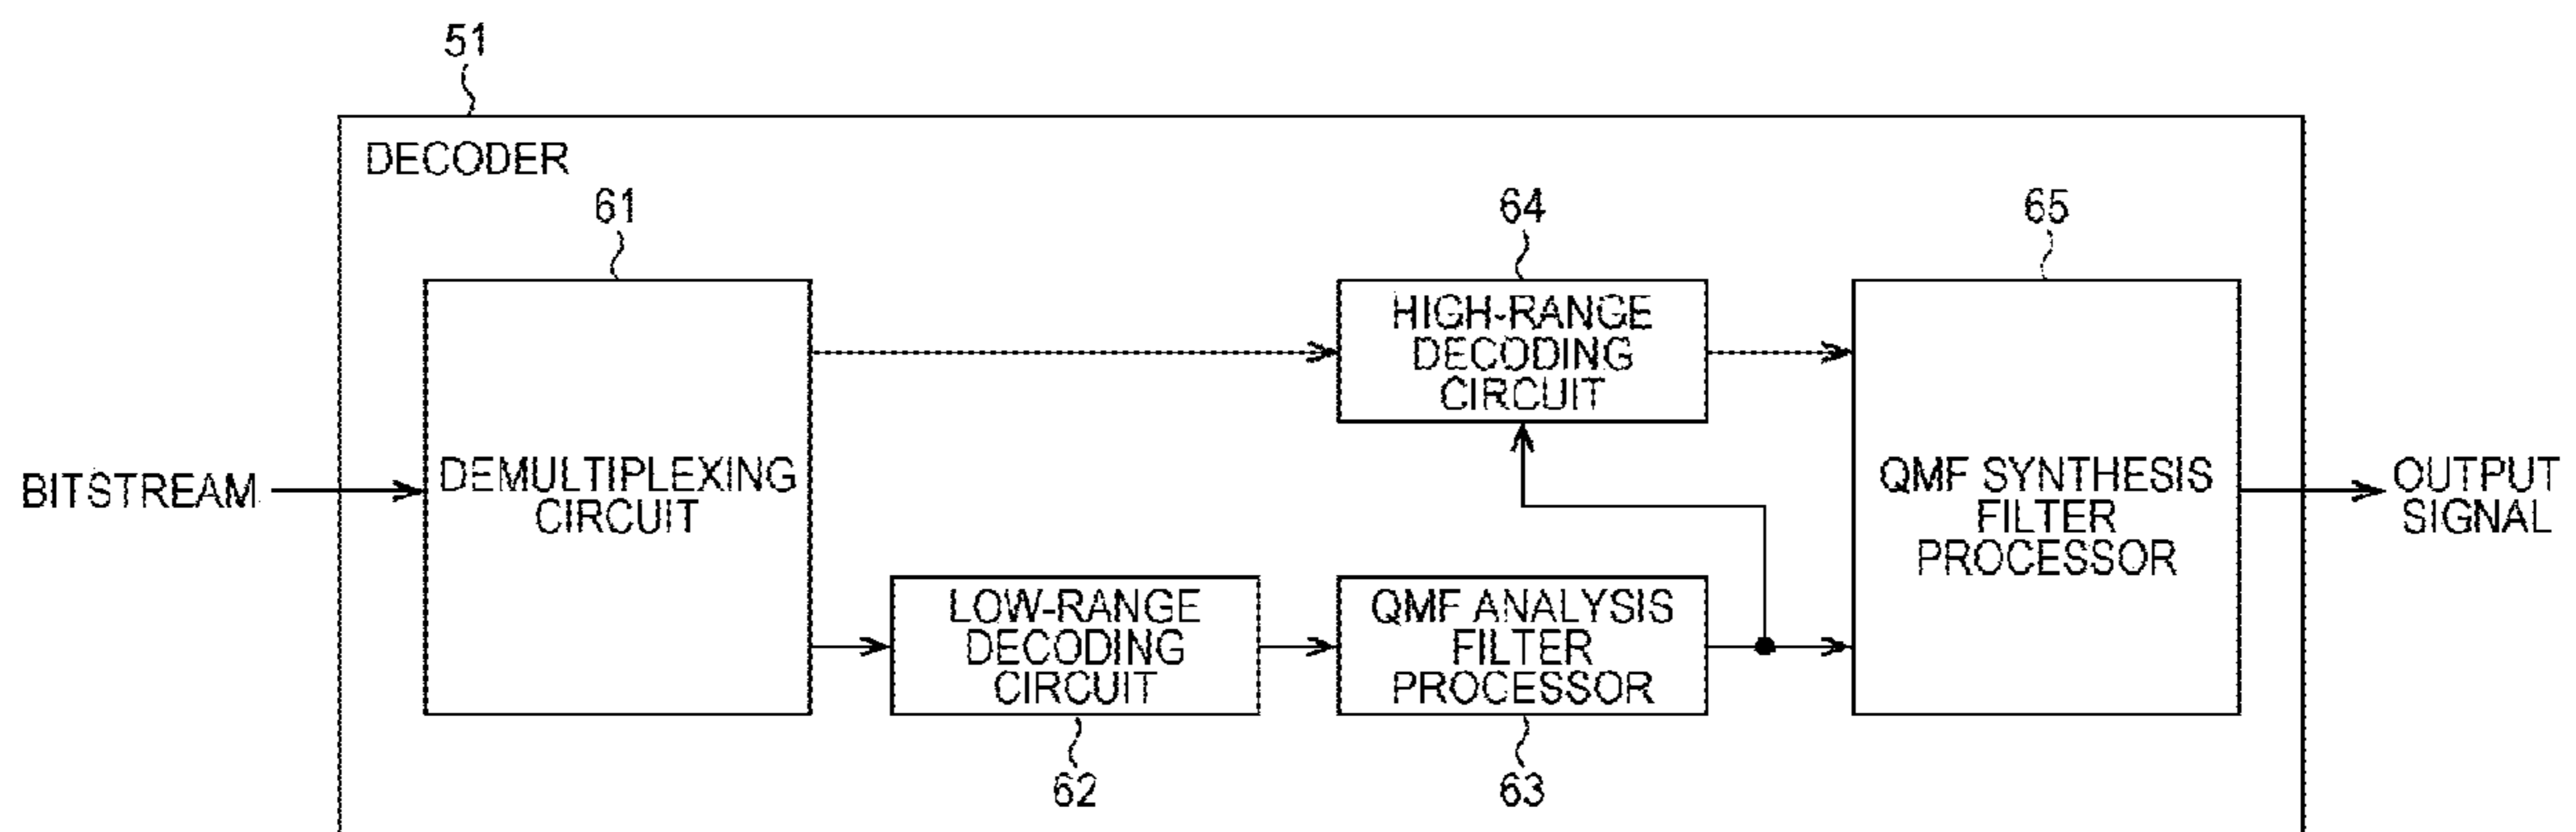 51
DECODER
61
64
65
HIGH-RANGE
DECODING
CIRCUIT
BITSTREAM
DEMULTIPLEXING
CIRCUIT
QMF SYNTHESIS
FILTER
PROCESSOR
OUTPUT
SIGNAL
LOW-RANGE
DECODING
CIRCUIT
QMF ANALYSIS
FILTER
PROCESSOR
62
63